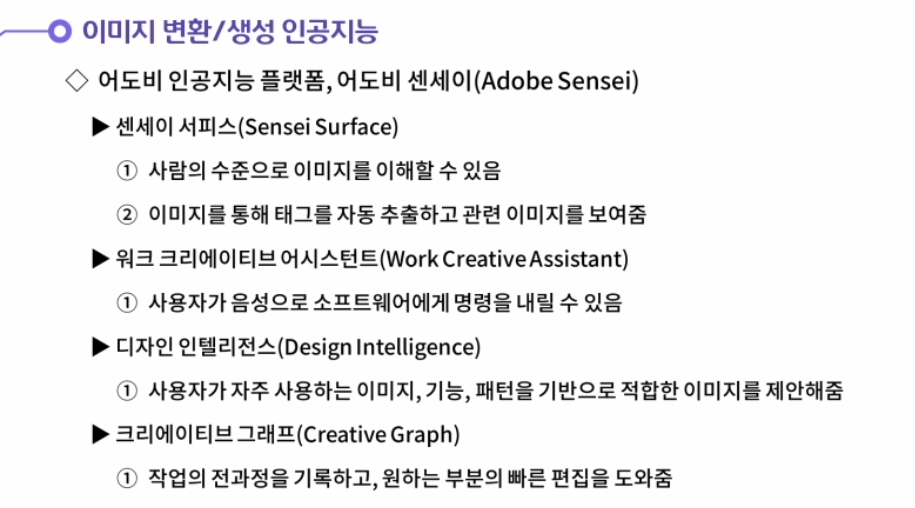 이미지 변환/생성 인공지능
◇ 어도비 인공지능 플랫폼, 어도비 센세이(Adobe Sensei)
▶ 센세이 서피스(Sensei Surface)
① 사람의 수준으로 이미지를 이해할 수 있음
② 이미지를 통해 태그를 자동 추출하고 관련 이미지를 보여줌
▶ 워크 크리에이티브 어시스턴트(Work Creative Assistant)
① 사용자가 음성으로 소프트웨어에게 명령을 내릴 수 있음
▶ 디자인 인텔리전스(Design Intelligence)
① 사용자가 자주 사용하는 이미지, 기능, 패턴을 기반으로 적합한 이미지를 제안해줌
▶ 크리에이티브 그래프(Creative Graph)
① 작업의 전과정을 기록하고, 원하는 부분의 빠른 편집을 도와줌